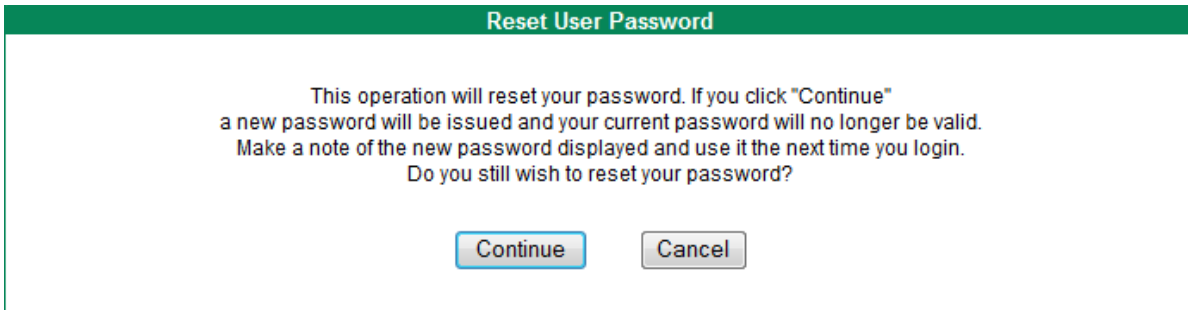 Reset User Password
This operation will reset your password. If you click "Continue"
a new password will be issued and your current password will no longer be valid.
Make a note of the new password displayed and use it the next time you login.
Do you still wish to reset your password?
Continue Cancel